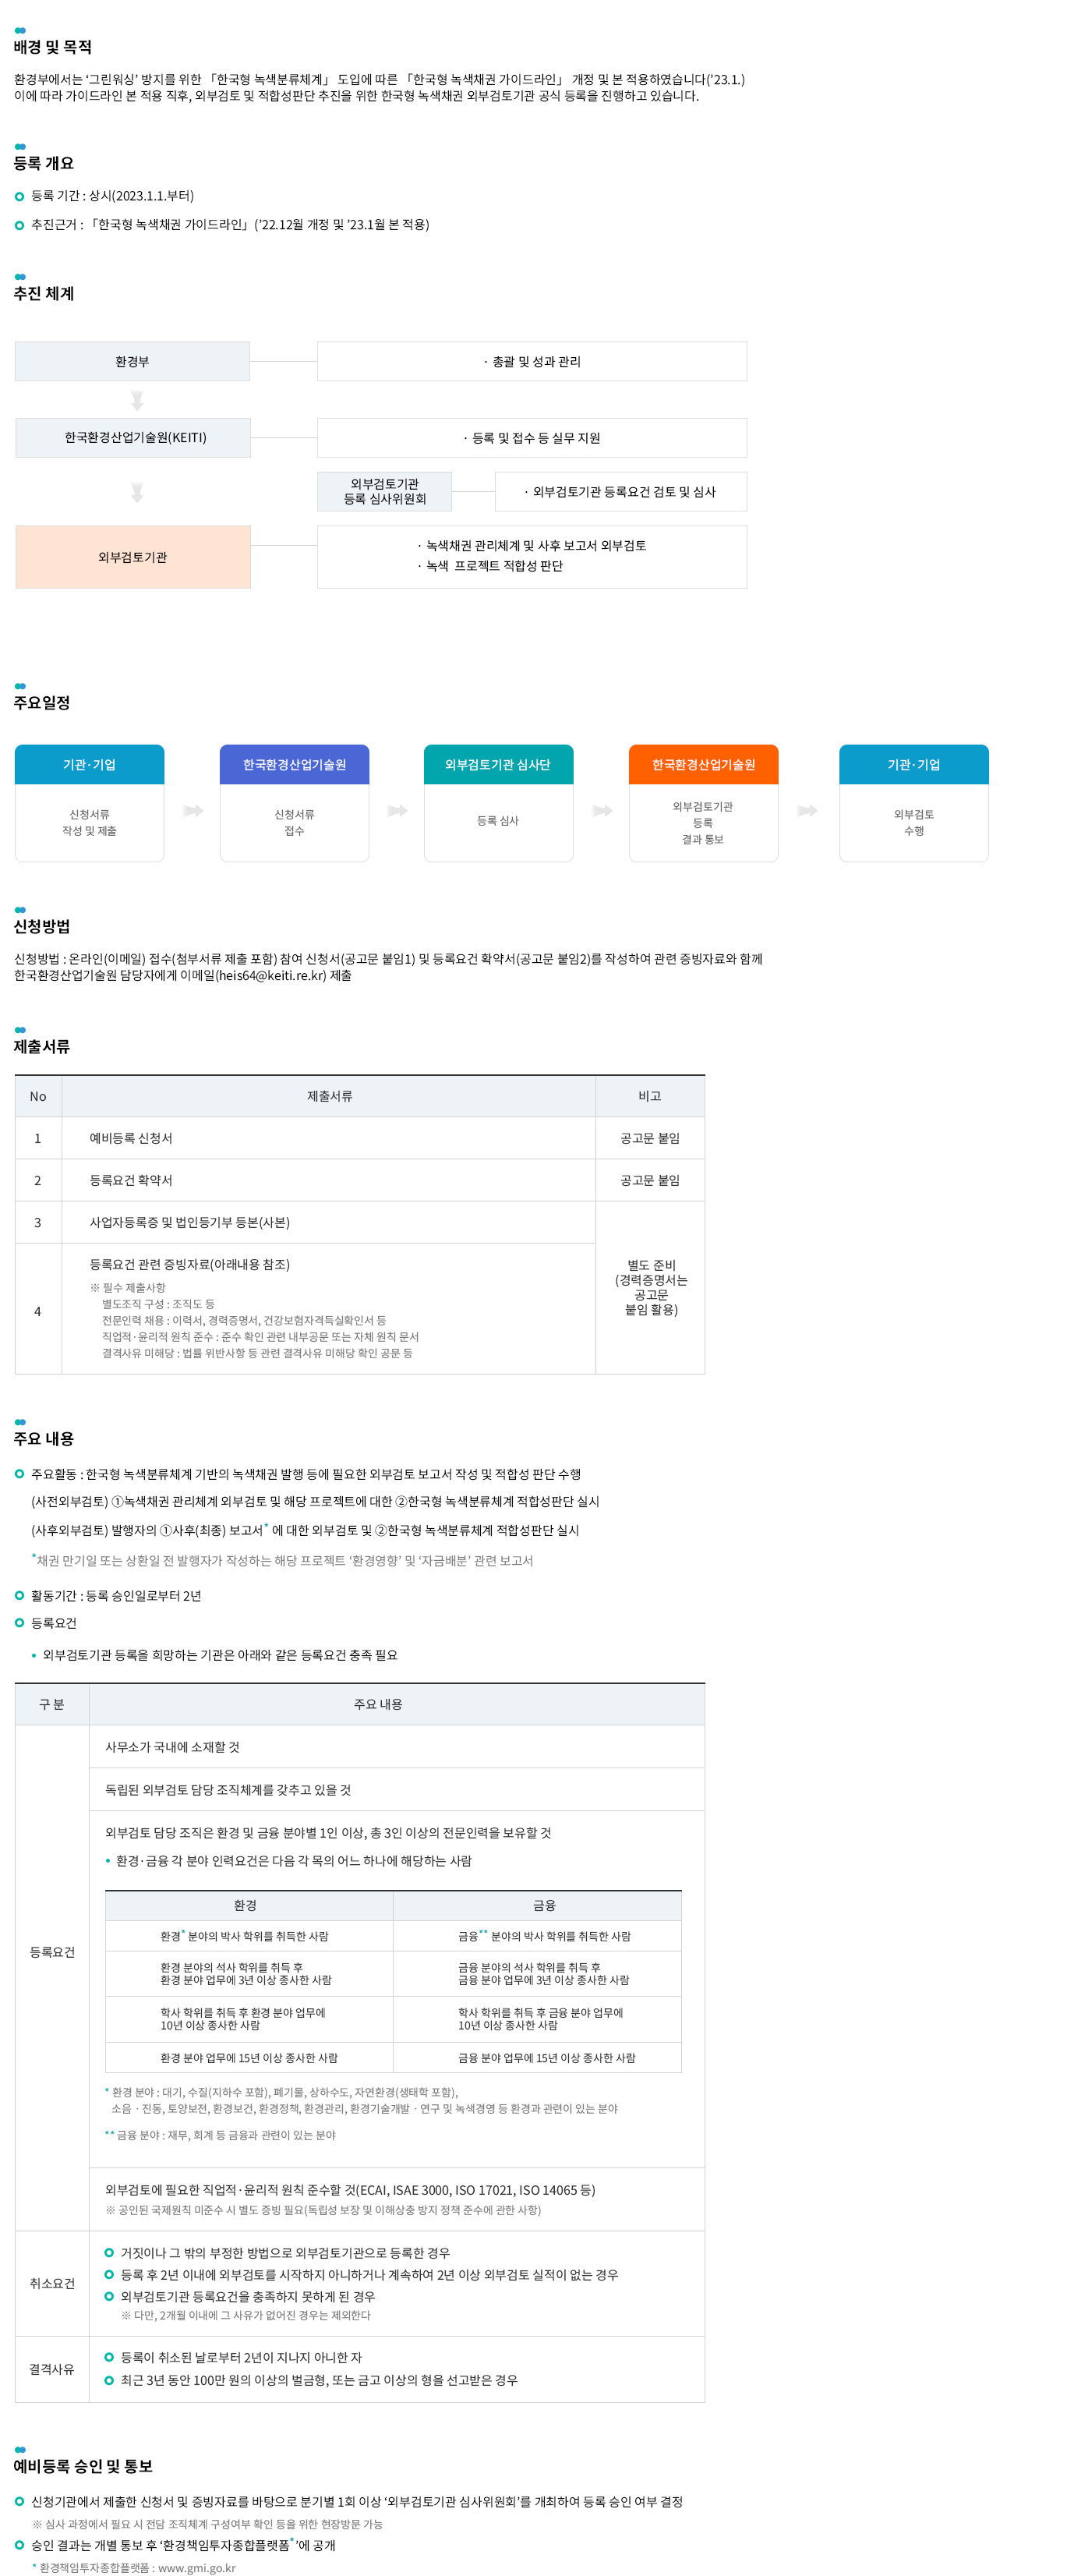 배경 및 목적
환경부에서는 ‘그린워싱’ 방지를 위한 「한국형 녹색분류체계」 도입에 따른 「한국형 녹색채권 가이드라인」 개정 및 본 적용하였습니다(’23.1.)
이에 따라 가이드라인 본 적용 직후, 외부검토 및 적합성판단 추진을 위한 한국형 녹색채권 외부검토기관 공식 등록을 진행하고 있습니다.
등록 개요
등록 기간 : 상시(2023.1.1.부터)
추진근거 : 「한국형 녹색채권 가이드라인」(’22.12월 개정 및 ’23.1월 본 적용)
추진 체계
환경부
· 총괄 및 성과 관리
한국환경산업기술원(KEITI)
· 등록 및 접수 등 실무 지원
외부검토기관
등록 심사위원회
· 외부검토기관 등록요건 검토 및 심사
외부검토기관
· 녹색채권 관리체계 및 사후 보고서 외부검토
· 녹색 프로젝트 적합성 판단
주요일정
기관·기업
신청서류
작성 및 제출
한국환경산업기술원
신청서류
접수
외부검토기관 심사단
등록 심사
한국환경산업기술원
외부검토기관
등록
결과 통보
기관·기업
외부검토
수행
신청방법
신청방법 : 온라인(이메일) 접수(첨부서류 제출 포함) 참여 신청서(공고문 붙임1) 및 등록요건 확약서(공고문 붙임2)를 작성하여 관련 증빙자료와 함께
한국환경산업기술원 담당자에게 이메일(heis64@keiti.re.kr) 제출
제출서류
No 제출서류 비고
1 예비등록 신청서 공고문 붙임
2 등록요건 확약서 공고문 붙임
3 사업자등록증 및 법인등기부 등본(사본)
별도 준비
(경력증명서는
공고문
붙임 활용)
4
등록요건 관련 증빙자료(아래내용 참조)
※ 필수 제출사항
별도조직 구성 : 조직도 등
전문인력 채용 : 이력서, 경력증명서, 건강보험자격득실확인서 등
직업적·윤리적 원칙 준수 : 준수 확인 관련 내부공문 또는 자체 원칙 문서
결격사유 미해당 : 법률 위반사항 등 관련 결격사유 미해당 확인 공문 등
주요 내용
주요활동 : 한국형 녹색분류체계 기반의 녹색채권 발행 등에 필요한 외부검토 보고서 작성 및 적합성 판단 수행
(사전외부검토) ①녹색채권 관리체계 외부검토 및 해당 프로젝트에 대한 ②한국형 녹색분류체계 적합성판단 실시
(사후외부검토) 발행자의 ①사후(최종) 보고서* 에 대한 외부검토 및 ②한국형 녹색분류체계 적합성판단 실시
*채권 만기일 또는 상환일 전 발행자가 작성하는 해당 프로젝트 ‘환경영향’ 및 ‘자금배분’ 관련 보고서
활동기간 : 등록 승인일로부터 2년
등록요건
• 외부검토기관 등록을 희망하는 기관은 아래와 같은 등록요건 충족 필요
구 분 주요 내용
등록요건
사무소가 국내에 소재할 것
독립된 외부검토 담당 조직체계를 갖추고 있을 것
외부검토 담당 조직은 환경 및 금융 분야별 1인 이상, 총 3인 이상의 전문인력을 보유할 것
• 환경·금융 각 분야 인력요건은 다음 각 목의 어느 하나에 해당하는 사람
환경 금융
환경* 분야의 박사 학위를 취득한 사람
금융** 분야의 박사 학위를 취득한 사람
환경 분야의 석사 학위를 취득 후
환경 분야 업무에 3년 이상 종사한 사람
금융 분야의 석사 학위를 취득 후
금융 분야 업무에 3년 이상 종사한 사람
학사 학위를 취득 후 환경 분야 업무에
10년 이상 종사한 사람
학사 학위를 취득 후 금융 분야 업무에
10년 이상 종사한 사람
환경 분야 업무에 15년 이상 종사한 사람
금융 분야 업무에 15년 이상 종사한 사람
* 환경 분야 : 대기, 수질(지하수 포함), 폐기물, 상하수도, 자연환경(생태학 포함),
소음 · 진동, 토양보전, 환경보건, 환경정책, 환경관리, 환경기술개발 · 연구 및 녹색경영 등 환경과 관련이 있는 분야
** 금융 분야 : 재무, 회계 등 금융과 관련이 있는 분야
외부검토에 필요한 직업적·윤리적 원칙 준수할 것(ECAI, ISAE 3000, ISO 17021, ISO 14065 등)
※ 공인된 국제원칙 미준수 시 별도 증빙 필요(독립성 보장 및 이해상충 방지 정책 준수에 관한 사항)
취소요건
거짓이나 그 밖의 부정한 방법으로 외부검토기관으로 등록한 경우
등록 후 2년 이내에 외부검토를 시작하지 아니하거나 계속하여 2년 이상 외부검토 실적이 없는 경우
외부검토기관 등록요건을 충족하지 못하게 된 경우
※ 다만, 2개월 이내에 그 사유가 없어진 경우는 제외한다
결격사유
등록이 취소된 날로부터 2년이 지나지 아니한 자
최근 3년 동안 100만 원의 이상의 벌금형, 또는 금고 이상의 형을 선고받은 경우
예비등록 승인 및 통보
신청기관에서 제출한 신청서 및 증빙자료를 바탕으로 분기별 1회 이상 ‘외부검토기관 심사위원회’를 개최하여 등록 승인 여부 결정
※ 심사 과정에서 필요 시 전담 조직체계 구성여부 확인 등을 위한 현장방문 가능
승인 결과는 개별 통보 후 ‘환경책임투자종합플랫폼*’에 공개
* 환경책임투자종합플랫폼 : www.gmi.go.kr